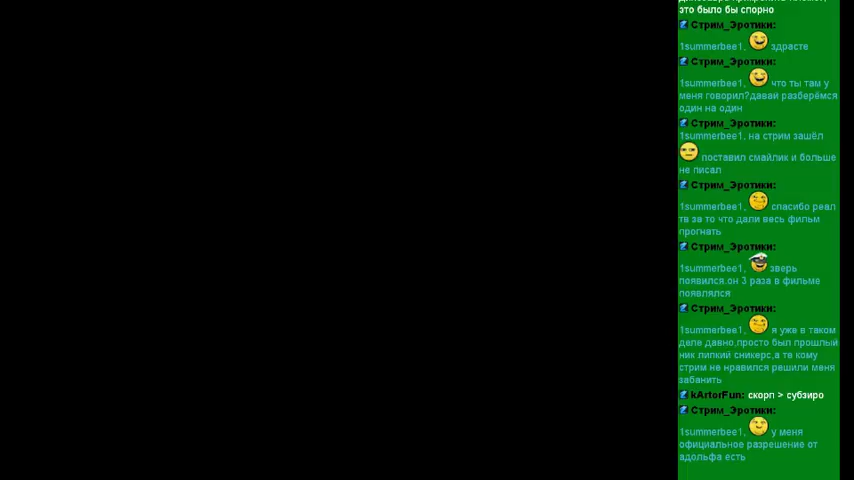 это было бы спорно
Стрим_Эротики:
1summerbee1, здрасте
Стрим_Эротики:
1summerbee1, что ты там у
меня говорил?давай разберёмся
один на один
Стрим_Эротики:
1summerbee1, на стрим зашёл
поставил смайлик и больше
не писал
Стрим_Эротики:
1summerbee1, спасибо реал
тв за то что дали весь фильм
прогнать
Стрим_Эротики:
1summerbee1, зверь
появился.он 3 раза в фильме
появлялся
Стрим_Эротики:
1summerbee1, я уже в таком
дела давно,просто был прошлый
ник липкий сникерс,а те кому
стрим не нравился решили меня
забанить
kArtorFun: скорп > субзиро
Стрим_Эротики:
1summerbee1, у меня
официальное разрешение от
адольфа есть